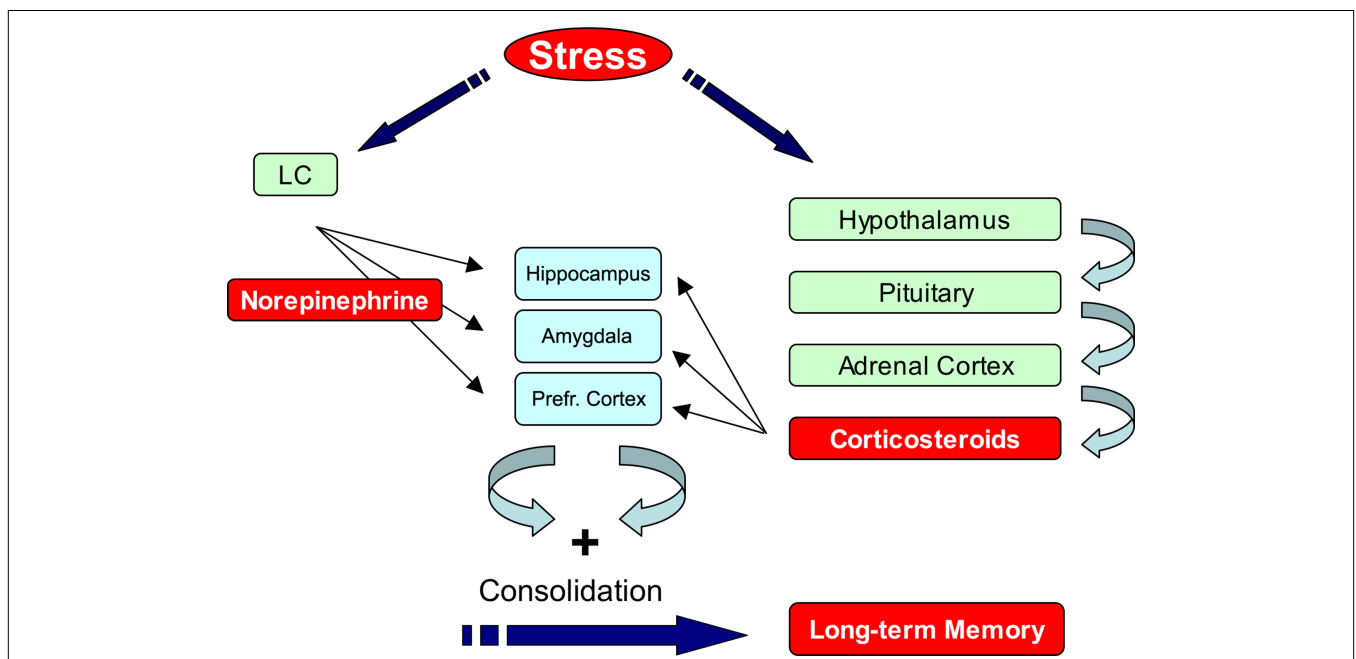 Stress
LC
Hypothalamus
Hippocampus
Norepinephrine
Pituitary
Amygdala
Adrenal Cortex
Prefr. Cortex
Corticosteroids
+
Consolidation
Long-term Memory